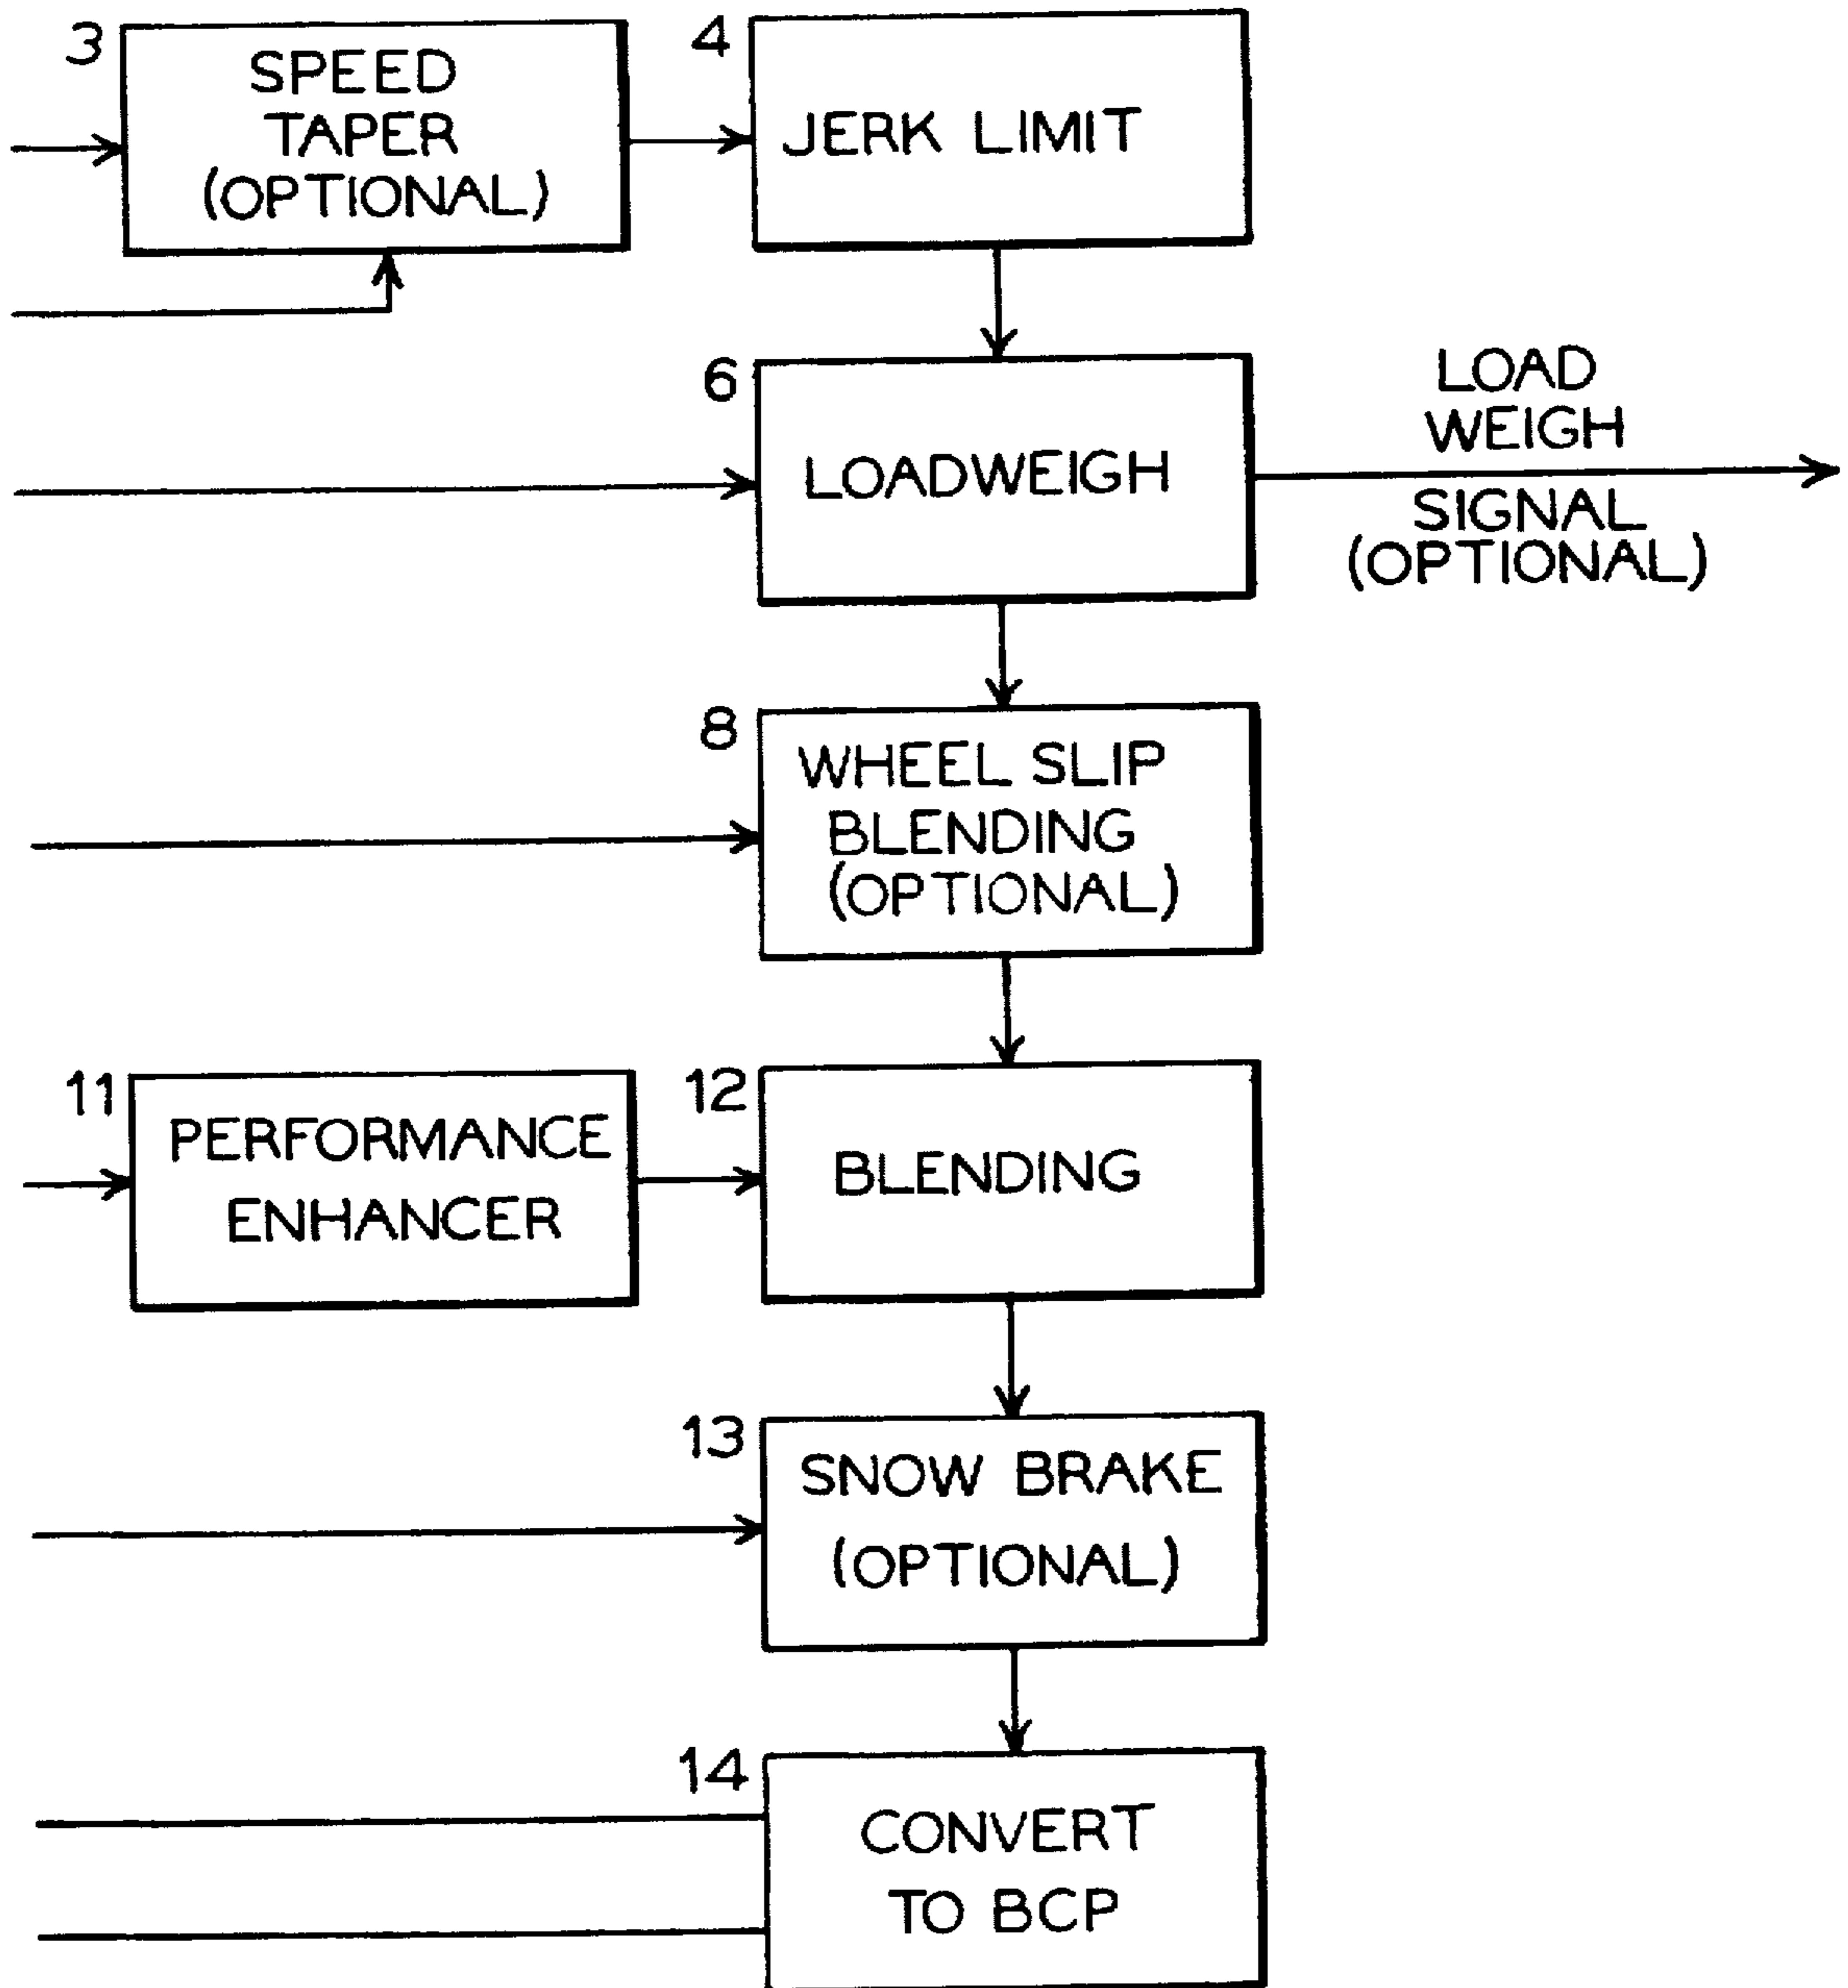 3
SPEED
TAPER
(OPTIONAL)
4
JERK LIMIT
6
LOADWEIGH
LOAD
WEIGH
SIGNAL
(OPTIONAL)
8
WHEEL SLIP
BLENDING
(OPTIONAL)
11
PERFORMANCE
ENHANCER
12
BLENDING
13
SNOW BRAKE
(OPTIONAL)
14
CONVERT
TO BCP